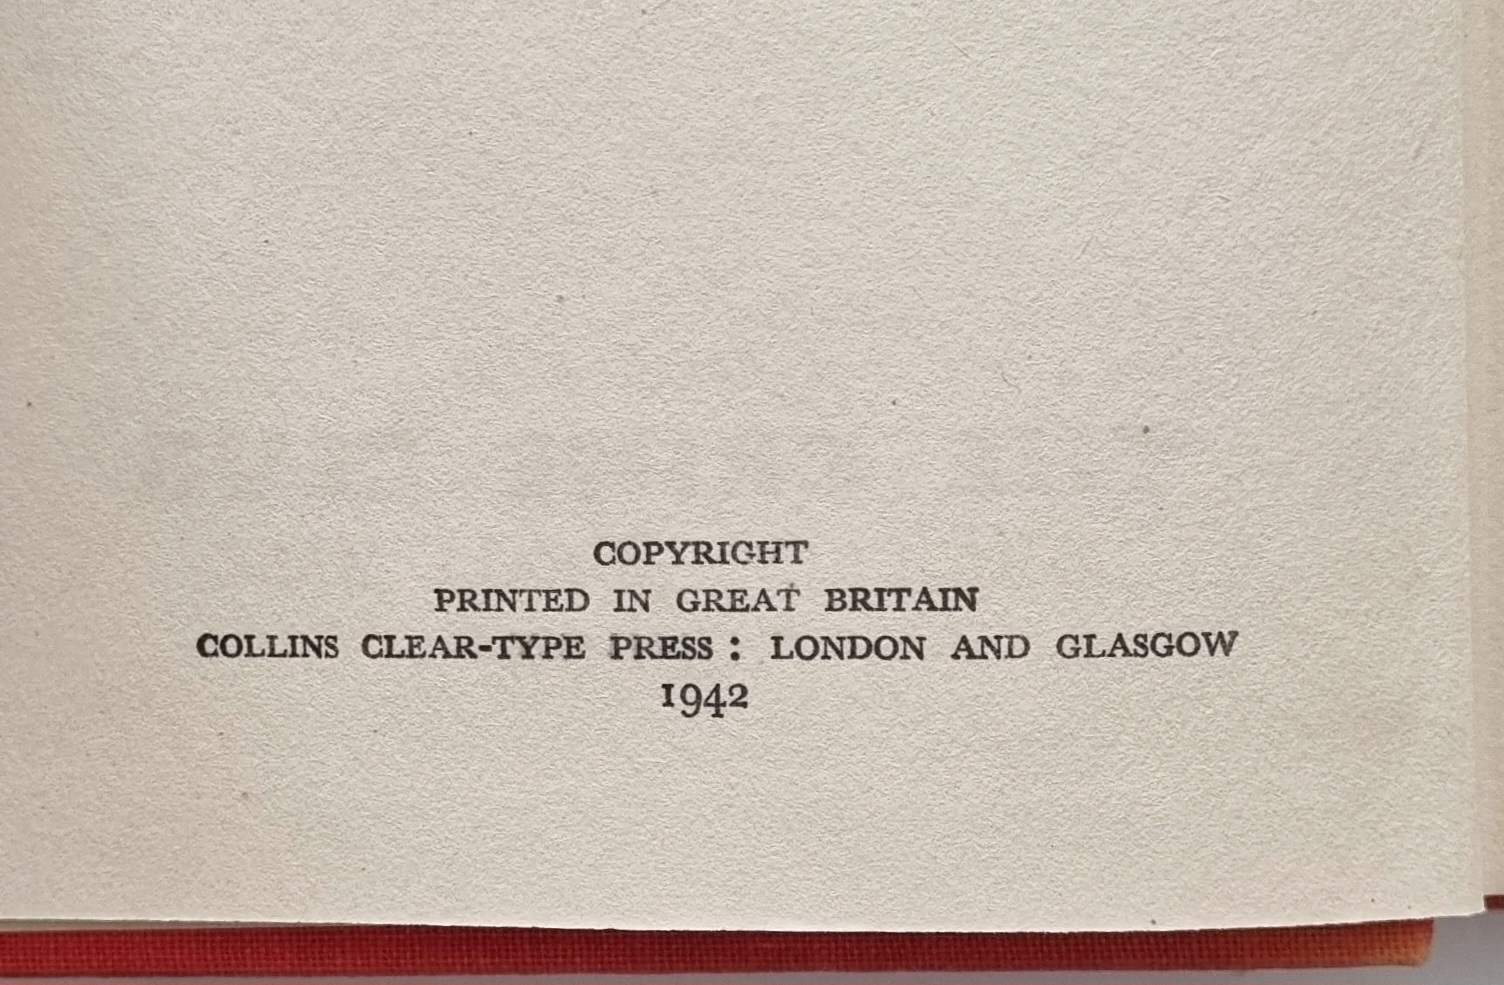 COPYRIGHT
PRINTED IN GREAT BRITAIN
COLLINS CLEAR-TYPE PRESS : LONDON AND GLASGOW
1942